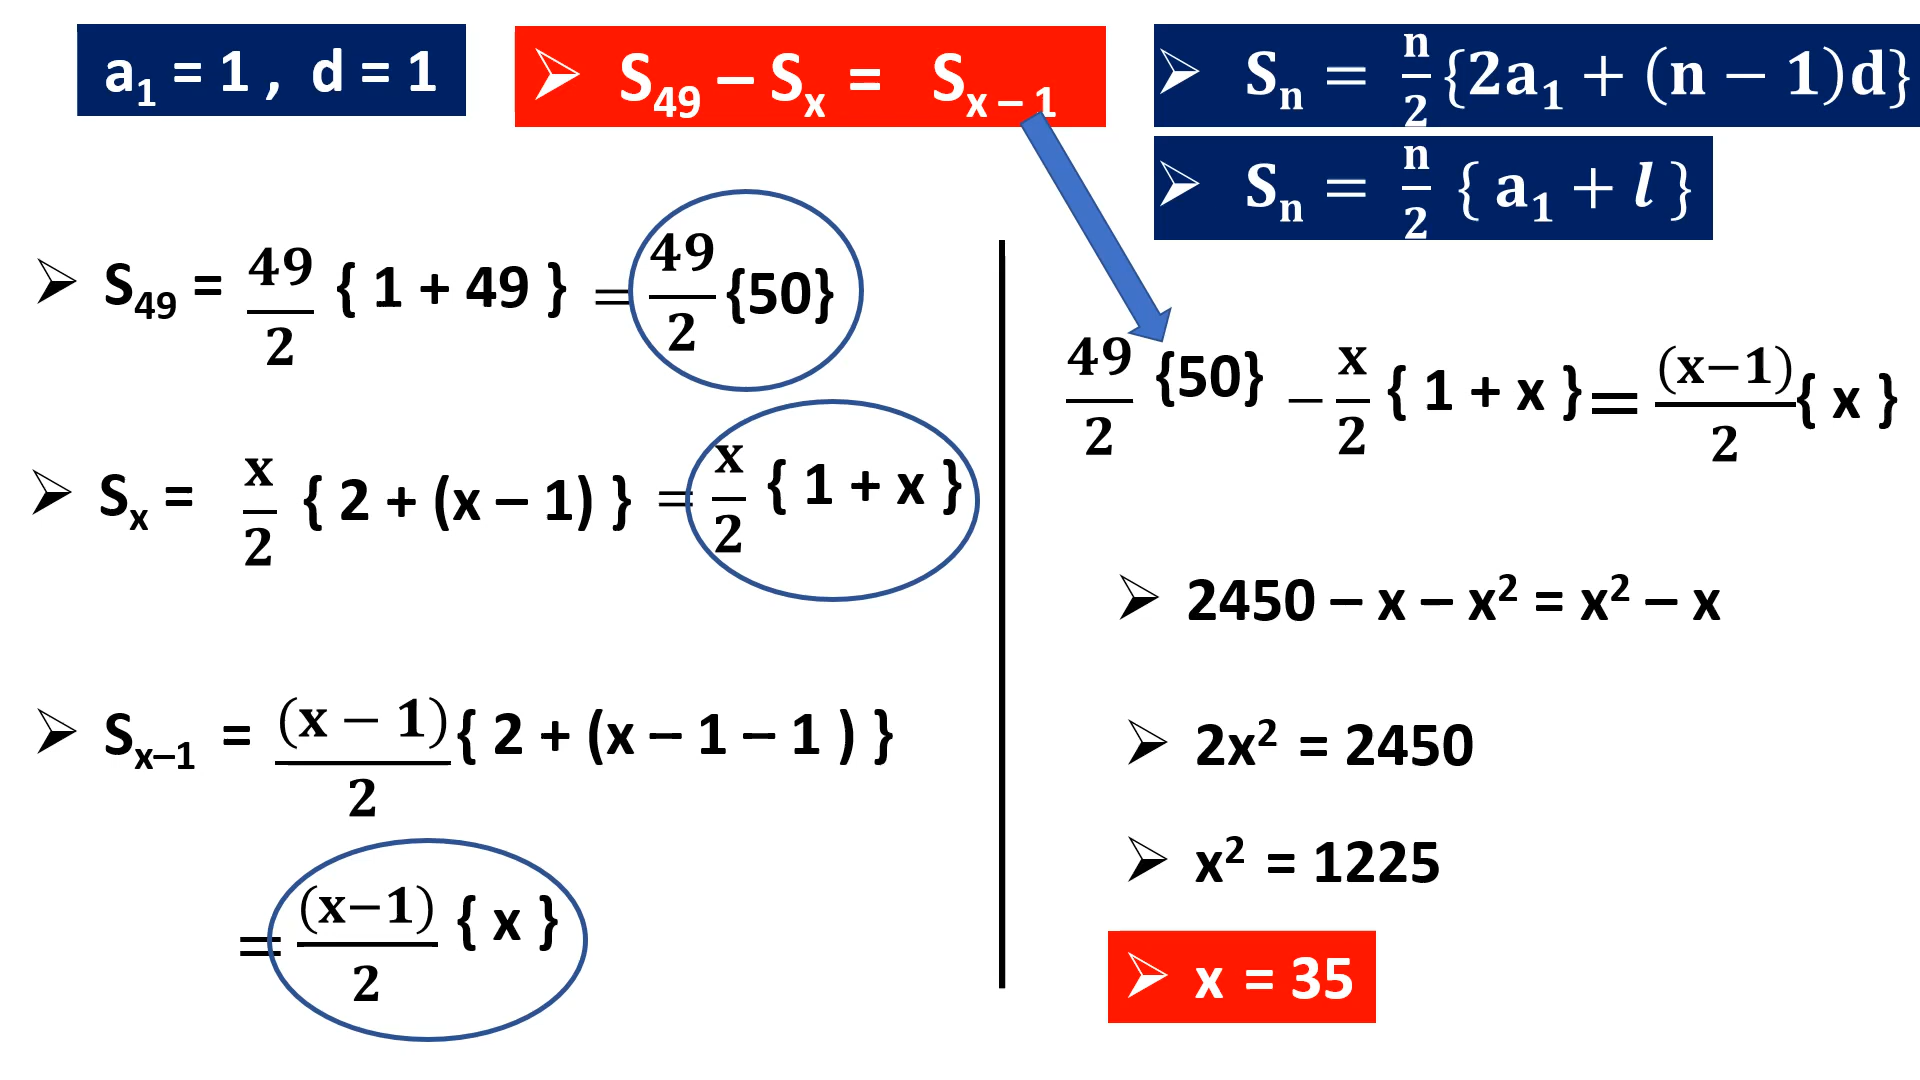 a₁ = 1 , d = 1
➢ S₄₉ – Sₓ = Sₓ ₋ ₁
➢ Sₙ = n/2 {2a₁ + (n − 1)d}
➢ Sₙ = n/2 { a₁ + l }
➢ S₄₉ = 49/2 { 1 + 49 } = 49/2 {50}
➢ Sₓ = x/2 { 2 + (x – 1) } = x/2 { 1 + x }
➢ Sₓ₋₁ = (x − 1)/2 { 2 + (x – 1 – 1 ) }
= (x−1)/2 { x }
49/2 {50} − x/2 { 1 + x } = (x−1)/2 { x }
➢ 2450 – x – x² = x² – x
➢ 2x² = 2450
➢ x² = 1225
➢ x = 35